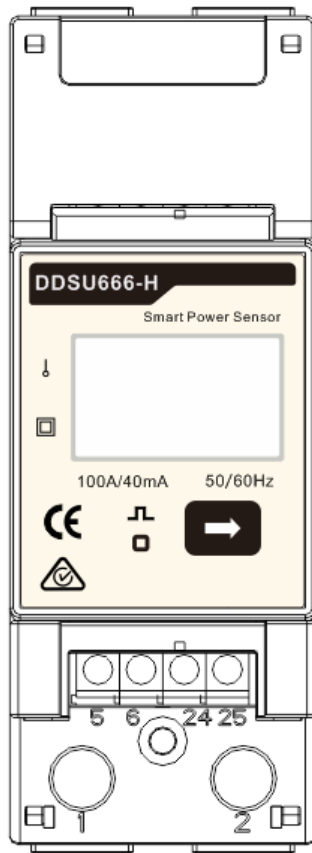 DDSU666-H
Smart Power Sensor
100A/40mA 50/60Hz
CE
5 6 24 25
1 2